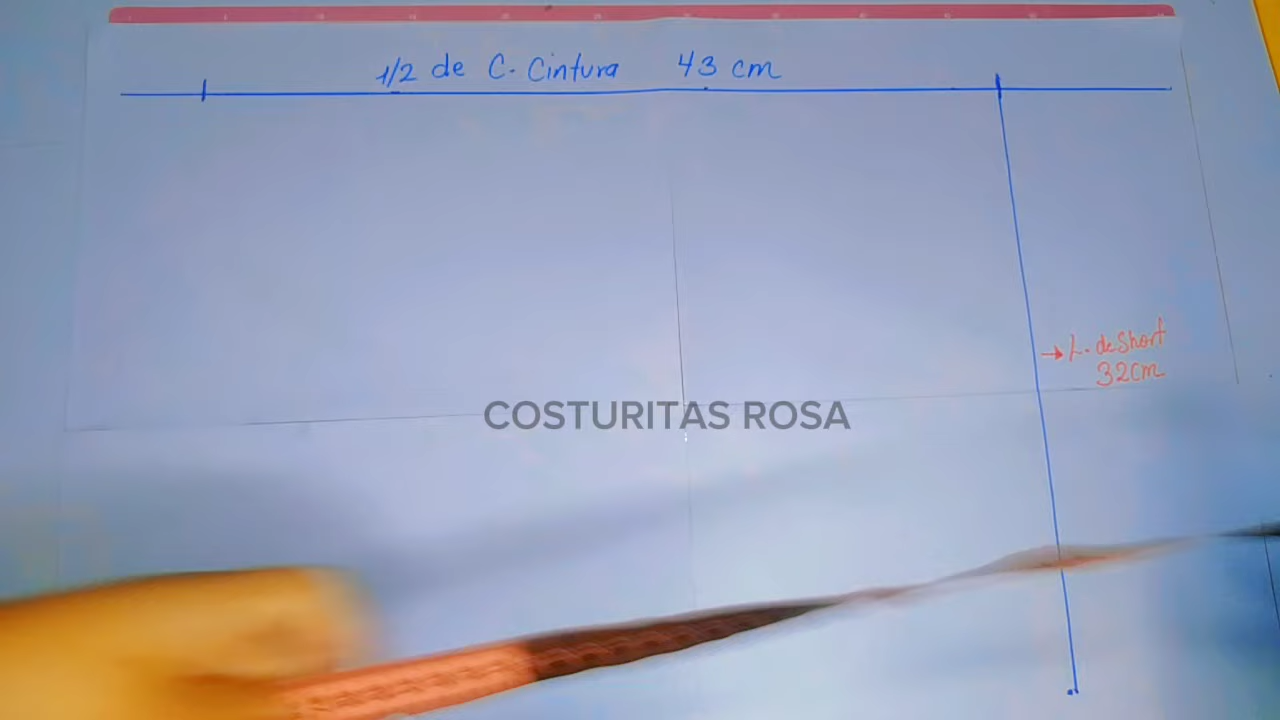 1/2 de C. Cintura 43 cm
→ L. de Short
32cm
COSTURITAS ROSA